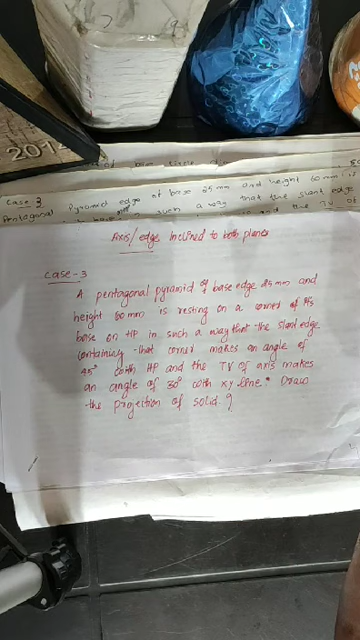 2012
case 3
Pentagonal Pyramid edge of base 25 mm and height 60 mm is
such a way that the slant edge
Axis/edge Inclined to both planes
case-3
A pentagonal pyramid of base edge 25 mm and
height 60 mm is resting on a corner of its
base on HP in such a way that the slant edge
containing that corner makes an angle of
45° with HP and the TV of axis makes
an angle of 30° with xy line. Draw
the projection of solid.?